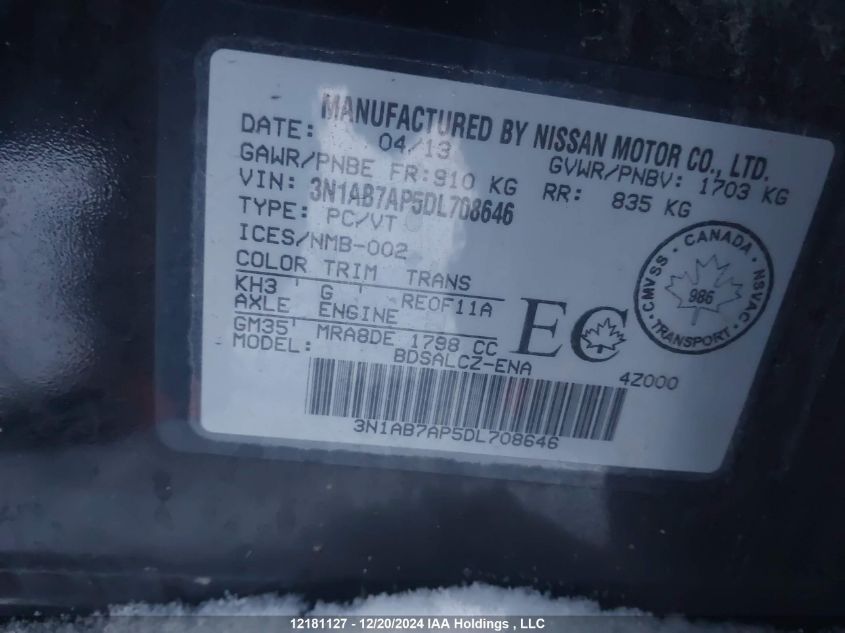 MANUFACTURED BY NISSAN MOTOR CO., LTD.
DATE: 04/13 GVWR/PNBV: 1703 KG
GAWR/PNBE FR: 910 KG RR: 835 KG
VIN: 3N1AB7AP5DL708646
TYPE: PC/VT
ICES/NMB-002
COLOR TRIM TRANS
KH3 ' G ' RE0F11A
AXLE ENGINE
GM35' MRA8DE 1798 CC
MODEL: BDSALCZ-ENA
EC
4Z000
· CANADA ·
CMVSS NSVAC
986
TRANSPORT
3N1AB7AP5DL708646
12181127 - 12/20/2024 IAA Holdings , LLC